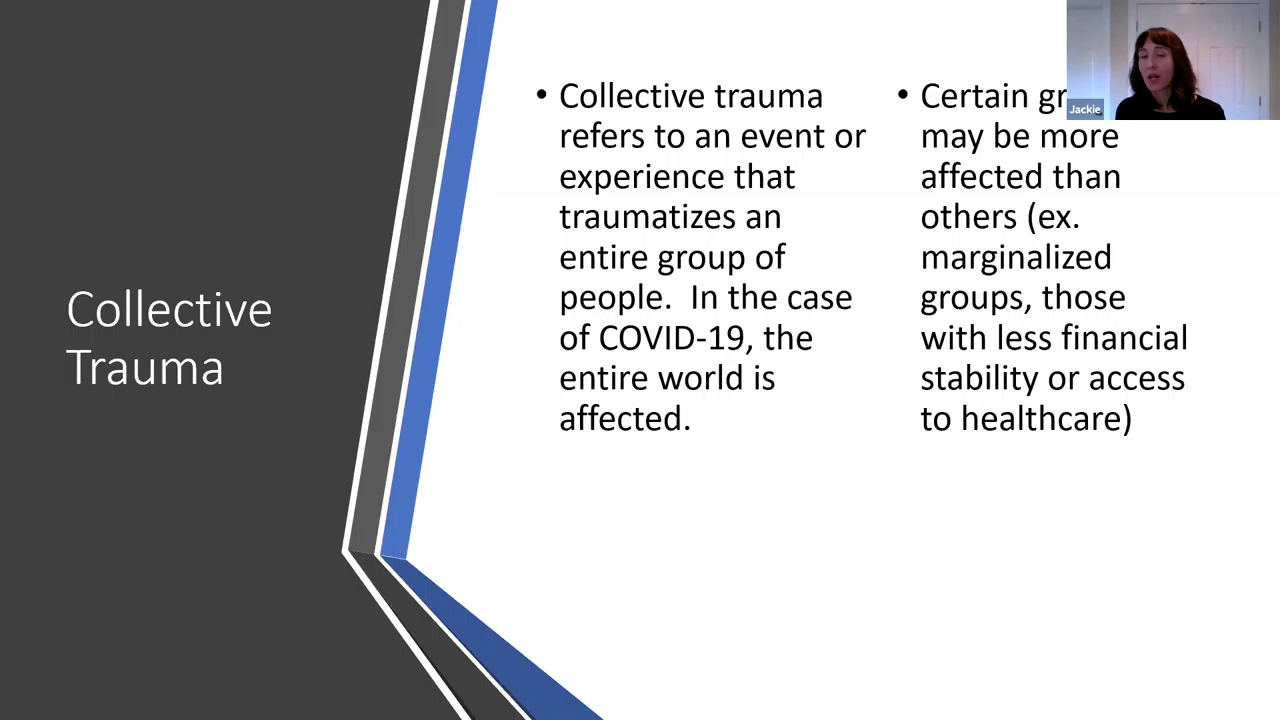 Collective
Trauma
• Collective trauma
refers to an event or
experience that
traumatizes an
entire group of
people.  In the case
of COVID-19, the
entire world is
affected.
• Certain
may be more
affected than
others (ex.
marginalized
groups, those
with less financial
stability or access
to healthcare)
Jackie